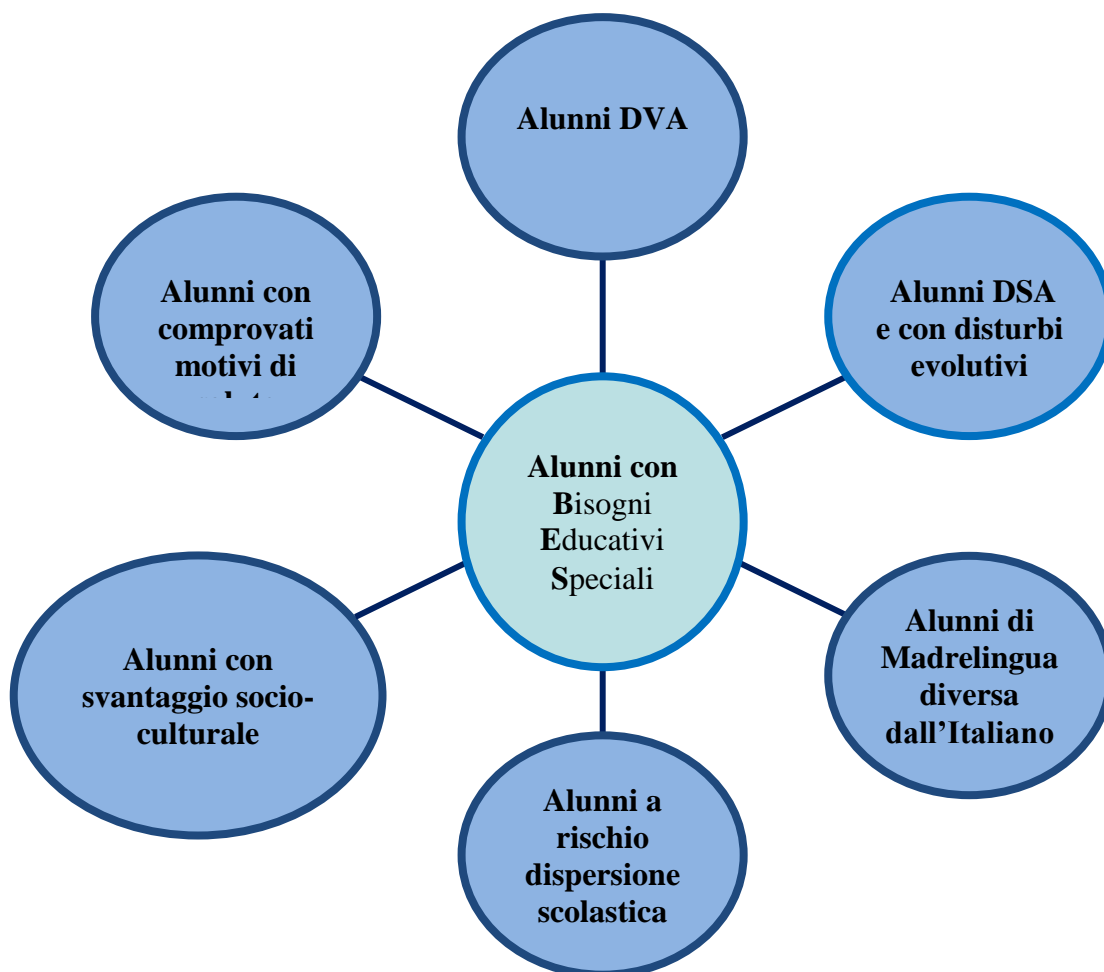 Alunni DVA
Alunni con
comprovati
motivi di
Alunni DSA
e con disturbi
evolutivi
Alunni con
Bisogni
Educativi
Speciali
Alunni con
svantaggio socio-
culturale
Alunni di
Madrelingua
diversa
dall’Italiano
Alunni a
rischio
dispersione
scolastica